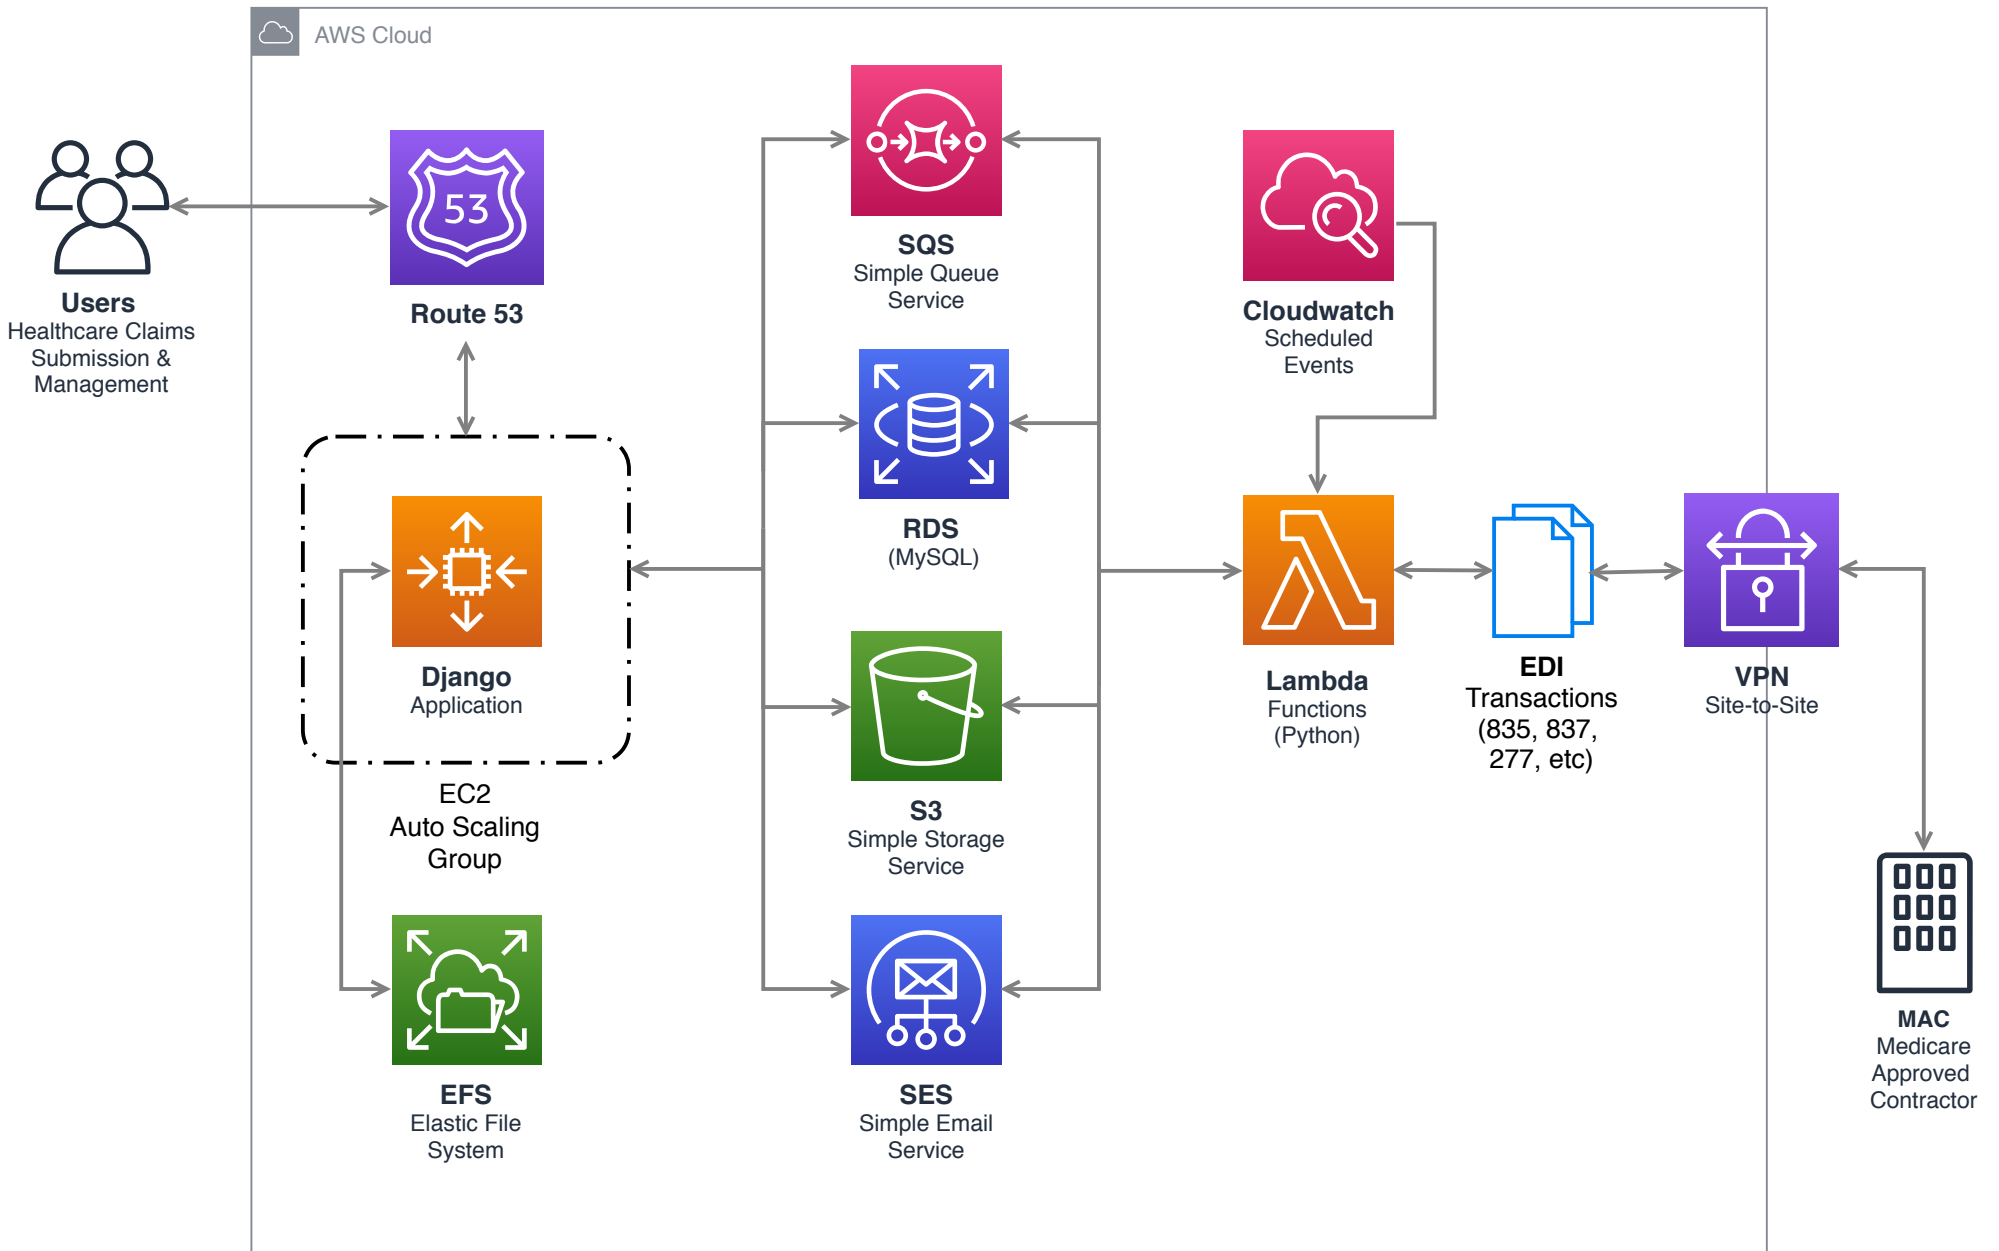 AWS Cloud
Users
Healthcare Claims
Submission &
Management
53
Route 53
Django
Application
EC2
Auto Scaling
Group
EFS
Elastic File
System
SQS
Simple Queue
Service
RDS
(MySQL)
S3
Simple Storage
Service
SES
Simple Email
Service
Cloudwatch
Scheduled
Events
Lambda
Functions
(Python)
EDI
Transactions
(835, 837,
277, etc)
VPN
Site-to-Site
MAC
Medicare
Approved
Contractor